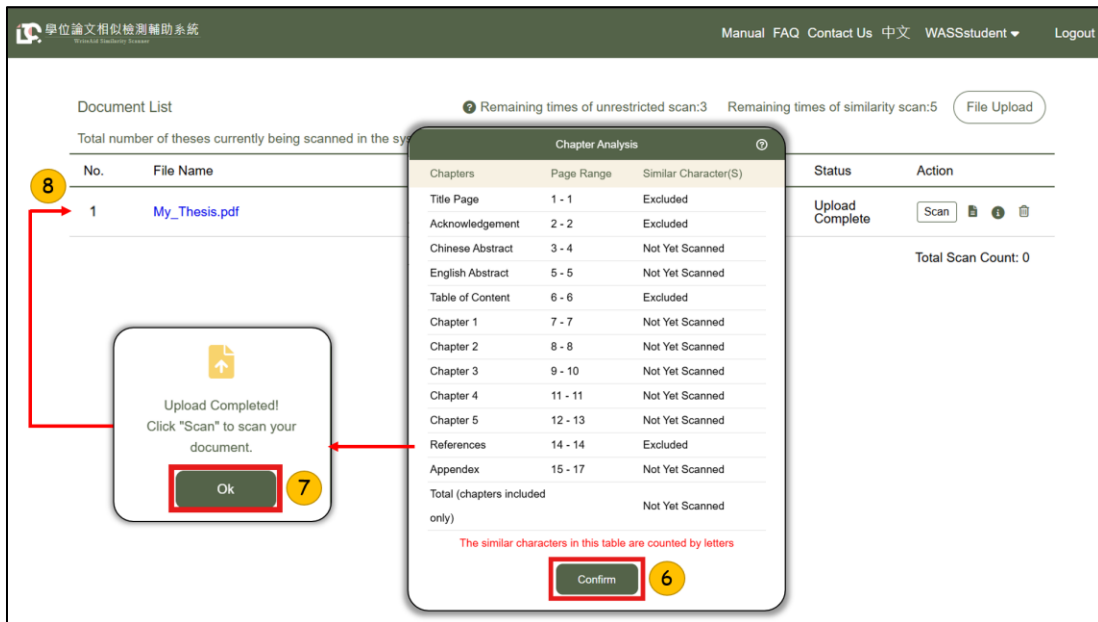 學位論文相似檢測輔助系統
WriteAid Similarity Scanner
Manual FAQ Contact Us 中文 WASSstudent Logout
Document List
Remaining times of unrestricted scan:3 Remaining times of similarity scan:5 File Upload
Total number of theses currently being scanned in the sys
No. File Name Status Action
8
1 My_Thesis.pdf Upload Complete Scan
Total Scan Count: 0
Chapter Analysis
Chapters Page Range Similar Character(S)
Title Page 1 - 1 Excluded
Acknowledgement 2 - 2 Excluded
Chinese Abstract 3 - 4 Not Yet Scanned
English Abstract 5 - 5 Not Yet Scanned
Table of Content 6 - 6 Excluded
Chapter 1 7 - 7 Not Yet Scanned
Chapter 2 8 - 8 Not Yet Scanned
Chapter 3 9 - 10 Not Yet Scanned
Chapter 4 11 - 11 Not Yet Scanned
Chapter 5 12 - 13 Not Yet Scanned
References 14 - 14 Excluded
Appendex 15 - 17 Not Yet Scanned
Total (chapters included
only) Not Yet Scanned
The similar characters in this table are counted by letters
Confirm
6
Upload Completed!
Click "Scan" to scan your
document.
Ok
7